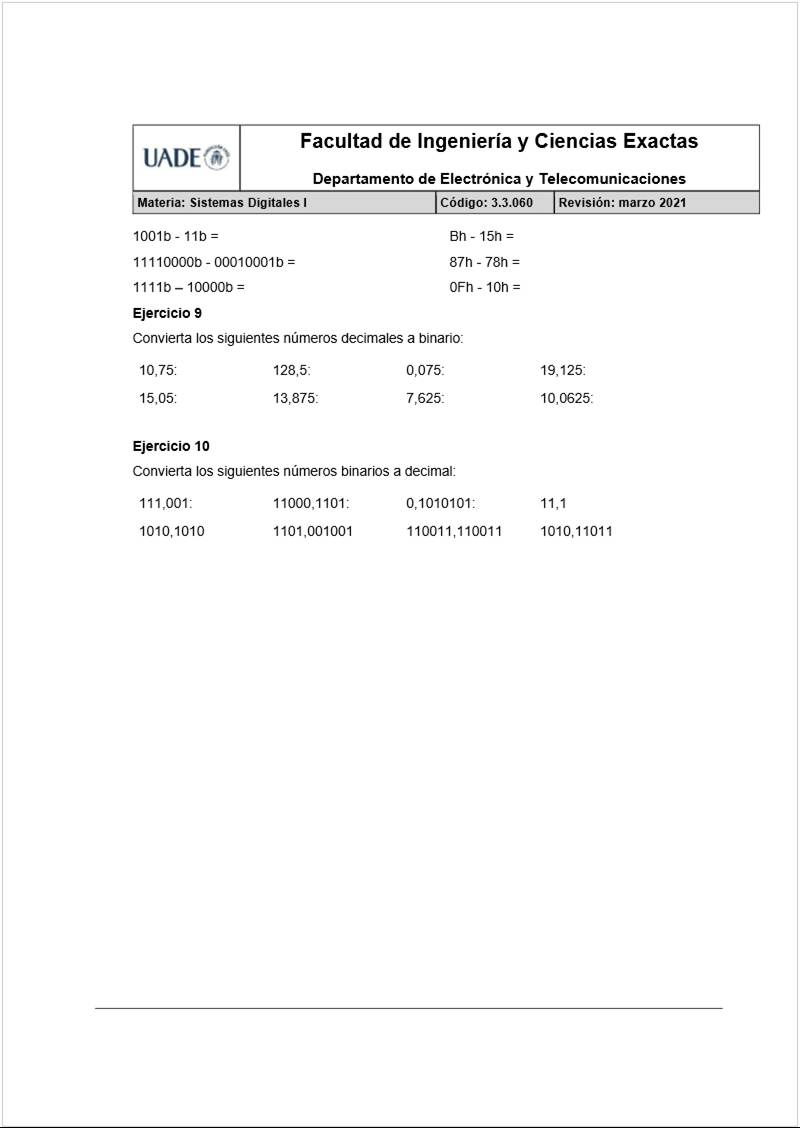 UADE
Facultad de Ingeniería y Ciencias Exactas
Departamento de Electrónica y Telecomunicaciones
Materia: Sistemas Digitales I Código: 3.3.060 Revisión: marzo 2021
1001b - 11b = Bh - 15h =
11110000b - 00010001b = 87h - 78h =
1111b – 10000b = 0Fh - 10h =
Ejercicio 9
Convierta los siguientes números decimales a binario:
10,75: 128,5: 0,075: 19,125:
15,05: 13,875: 7,625: 10,0625:
Ejercicio 10
Convierta los siguientes números binarios a decimal:
111,001: 11000,1101: 0,1010101: 11,1
1010,1010 1101,001001 110011,110011 1010,11011